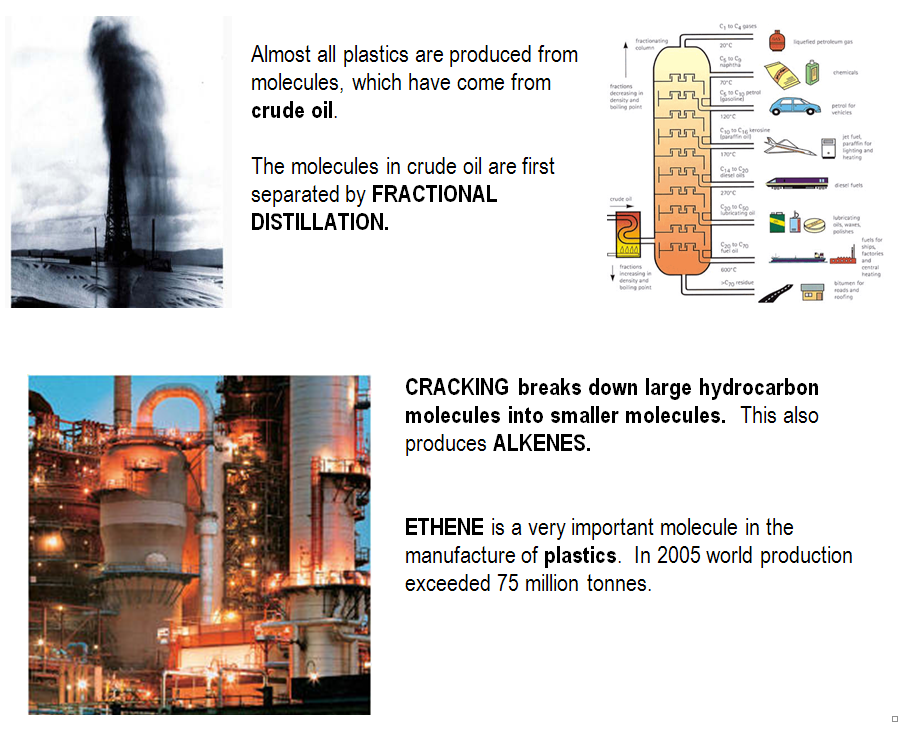 Almost all plastics are produced from
molecules, which have come from
crude oil.
The molecules in crude oil are first
separated by FRACTIONAL
DISTILLATION.
fractionating
column
fractions
decreasing in
density and
boiling point
crude oil
fractions
increasing in
density and
boiling point
C1 to C4 gases
20°C
C5 to C9
naphtha
70°C
C5 to C10 petrol
(gasoline)
120°C
C10 to C16 kerosine
(paraffin oil)
170°C
C14 to C20
diesel oils
270°C
C20 to C50
lubricating oil
C20 to C70
fuel oil
600°C
>C70 residue
liquefied petroleum gas
chemicals
petrol for
vehicles
jet fuel,
paraffin for
lighting and
heating
diesel fuels
lubricating
oils, waxes,
polishes
fuels for
ships,
factories
and
central
heating
bitumen for
roads and
roofing
CRACKING breaks down large hydrocarbon
molecules into smaller molecules. This also
produces ALKENES.
ETHENE is a very important molecule in the
manufacture of plastics. In 2005 world production
exceeded 75 million tonnes.